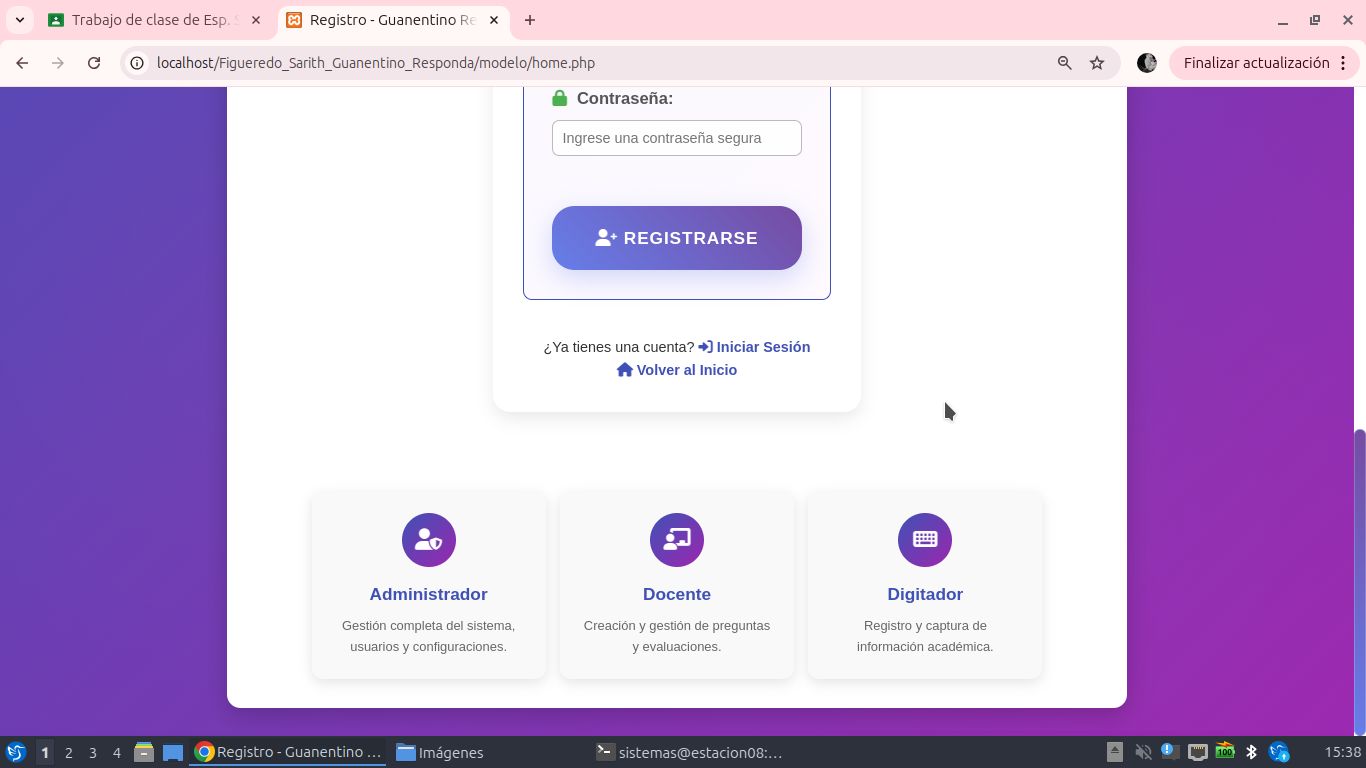 Trabajo de clase de Esp. S
Registro - Guanentino Re
localhost/Figueredo_Sarith_Guanentino_Responda/modelo/home.php
Finalizar actualización
Contraseña:
Ingrese una contraseña segura
REGISTRARSE
¿Ya tienes una cuenta? Iniciar Sesión
Volver al Inicio
Administrador
Gestión completa del sistema,
usuarios y configuraciones.
Docente
Creación y gestión de preguntas
y evaluaciones.
Digitador
Registro y captura de
información académica.
1 2 3 4 Registro - Guanentino ... Imágenes sistemas@estacion08:... 100 15:38